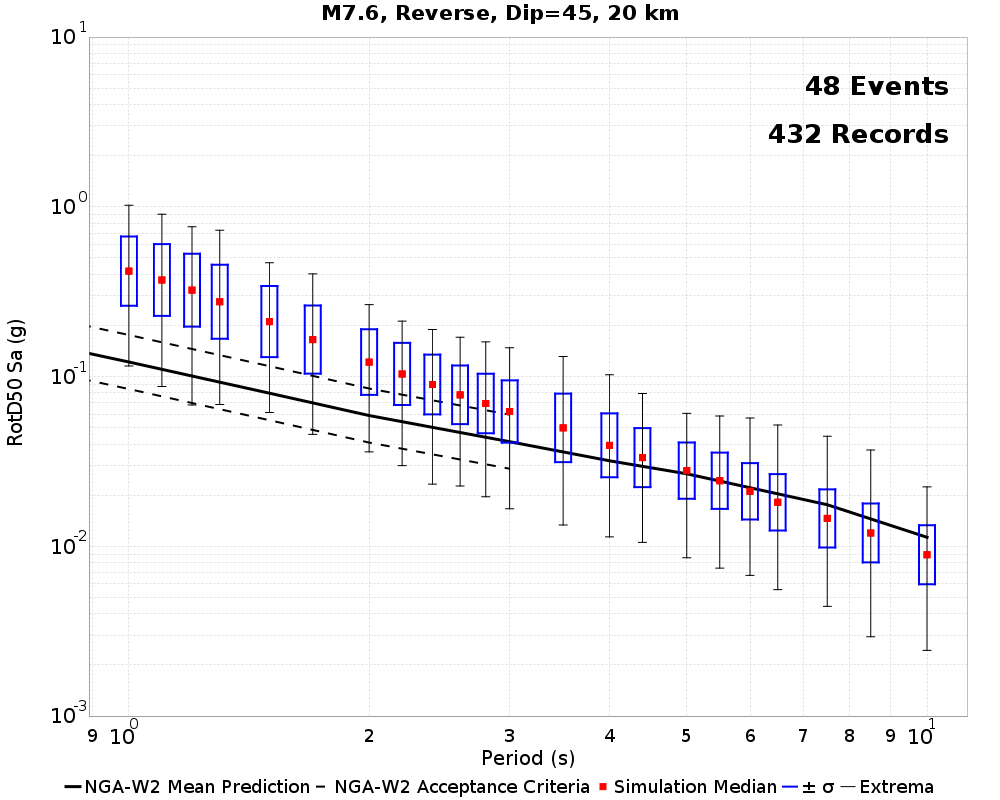 M7.6, Reverse, Dip=45, 20 km
48 Events
432 Records
RotD50 Sa (g)
10^1
10^0
10^-1
10^-2
10^-3
9 10^0 2 3 4 5 6 7 8 9 10^1
Period (s)
NGA-W2 Mean Prediction NGA-W2 Acceptance Criteria Simulation Median ± σ Extrema